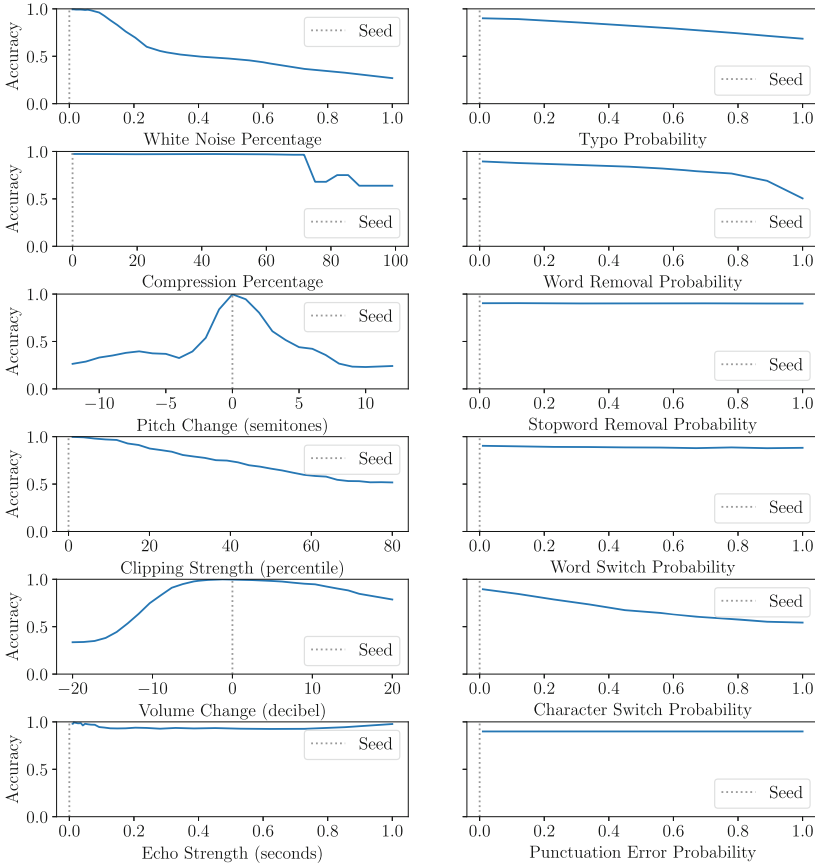 Accuracy
1.0
0.5
0.0
Seed
0.0 0.2 0.4 0.6 0.8 1.0
White Noise Percentage
Seed
0.0 0.2 0.4 0.6 0.8 1.0
Typo Probability
Accuracy
1.0
0.5
0.0
Seed
0 20 40 60 80 100
Compression Percentage
Seed
0.0 0.2 0.4 0.6 0.8 1.0
Word Removal Probability
Accuracy
1.0
0.5
0.0
Seed
−10 −5 0 5 10
Pitch Change (semitones)
Seed
0.0 0.2 0.4 0.6 0.8 1.0
Stopword Removal Probability
Accuracy
1.0
0.5
0.0
Seed
0 20 40 60 80
Clipping Strength (percentile)
Seed
0.0 0.2 0.4 0.6 0.8 1.0
Word Switch Probability
Accuracy
1.0
0.5
0.0
Seed
−20 −10 0 10 20
Volume Change (decibel)
Seed
0.0 0.2 0.4 0.6 0.8 1.0
Character Switch Probability
Accuracy
1.0
0.5
0.0
Seed
0.0 0.2 0.4 0.6 0.8 1.0
Echo Strength (seconds)
Seed
0.0 0.2 0.4 0.6 0.8 1.0
Punctuation Error Probability